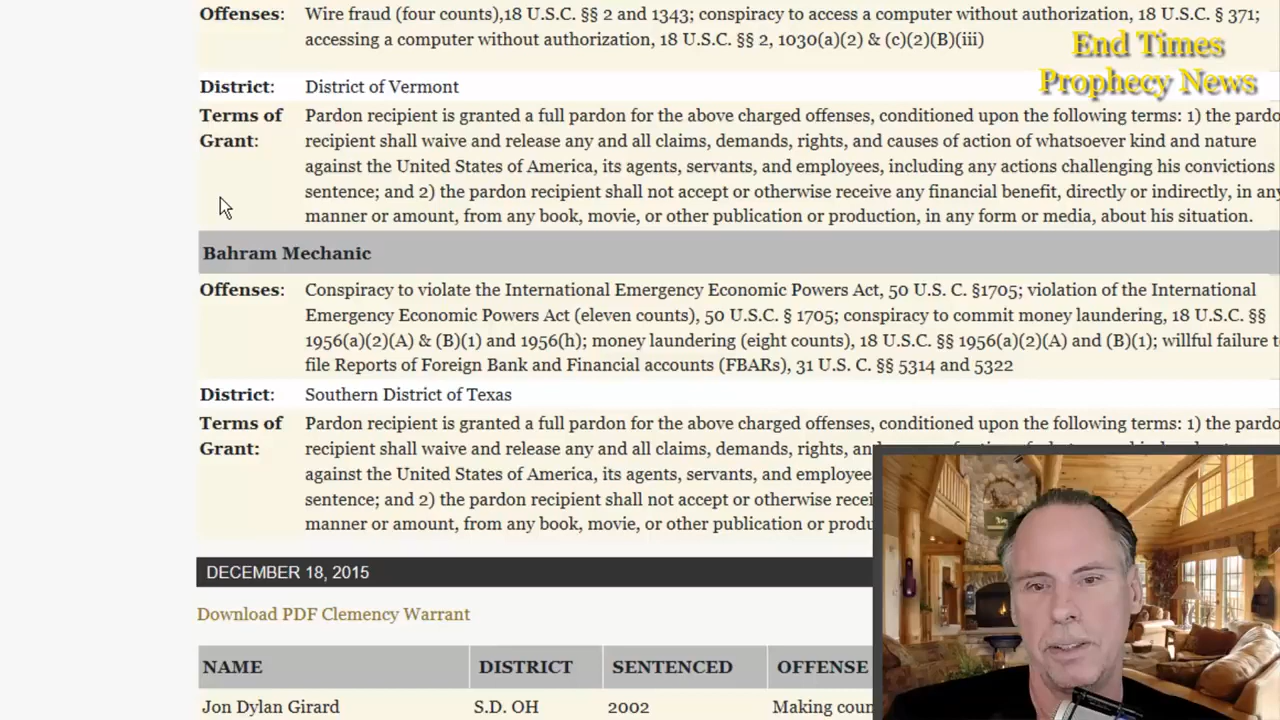 Offenses: Wire fraud (four counts),18 U.S.C. §§ 2 and 1343; conspiracy to access a computer without authorization, 18 U.S.C. § 371;
accessing a computer without authorization, 18 U.S.C. §§ 2, 1030(a)(2) & (c)(2)(B)(iii)
End Times
Prophecy News
District: District of Vermont
Terms of Pardon recipient is granted a full pardon for the above charged offenses, conditioned upon the following terms: 1) the
Grant: recipient shall waive and release any and all claims, demands, rights, and causes of action of whatsoever kind and nature
against the United States of America, its agents, servants, and employees, including any actions challenging his convictions
sentence; and 2) the pardon recipient shall not accept or otherwise receive any financial benefit, directly or indirectly, in any
manner or amount, from any book, movie, or other publication or production, in any form or media, about his situation.
Bahram Mechanic
Offenses: Conspiracy to violate the International Emergency Economic Powers Act, 50 U.S. C. §1705; violation of the International
Emergency Economic Powers Act (eleven counts), 50 U.S.C. § 1705; conspiracy to commit money laundering, 18 U.S.C. §§
1956(a)(2)(A) & (B)(1) and 1956(h); money laundering (eight counts), 18 U.S.C. §§ 1956(a)(2)(A) and (B)(1); willful failure
file Reports of Foreign Bank and Financial accounts (FBARs), 31 U.S. C. §§ 5314 and 5322
District: Southern District of Texas
Terms of Pardon recipient is granted a full pardon for the above charged offenses, conditioned upon the following terms: 1) the
Grant: recipient shall waive and release any and all claims, demands, rights,
against the United States of America, its agents, servants, and
sentence; and 2) the pardon recipient shall not accept or otherwise
manner or amount, from any book, movie, or other publication or
DECEMBER 18, 2015
Download PDF Clemency Warrant
NAME DISTRICT SENTENCED OFFENSE
Jon Dylan Girard S.D. OH 2002 Making